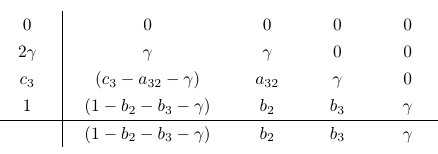 0 0 0 0 0
2γ γ γ 0 0
c₃ (c₃ − a₃₂ − γ) a₃₂ γ 0
1 (1 − b₂ − b₃ − γ) b₂ b₃ γ
(1 − b₂ − b₃ − γ) b₂ b₃ γ